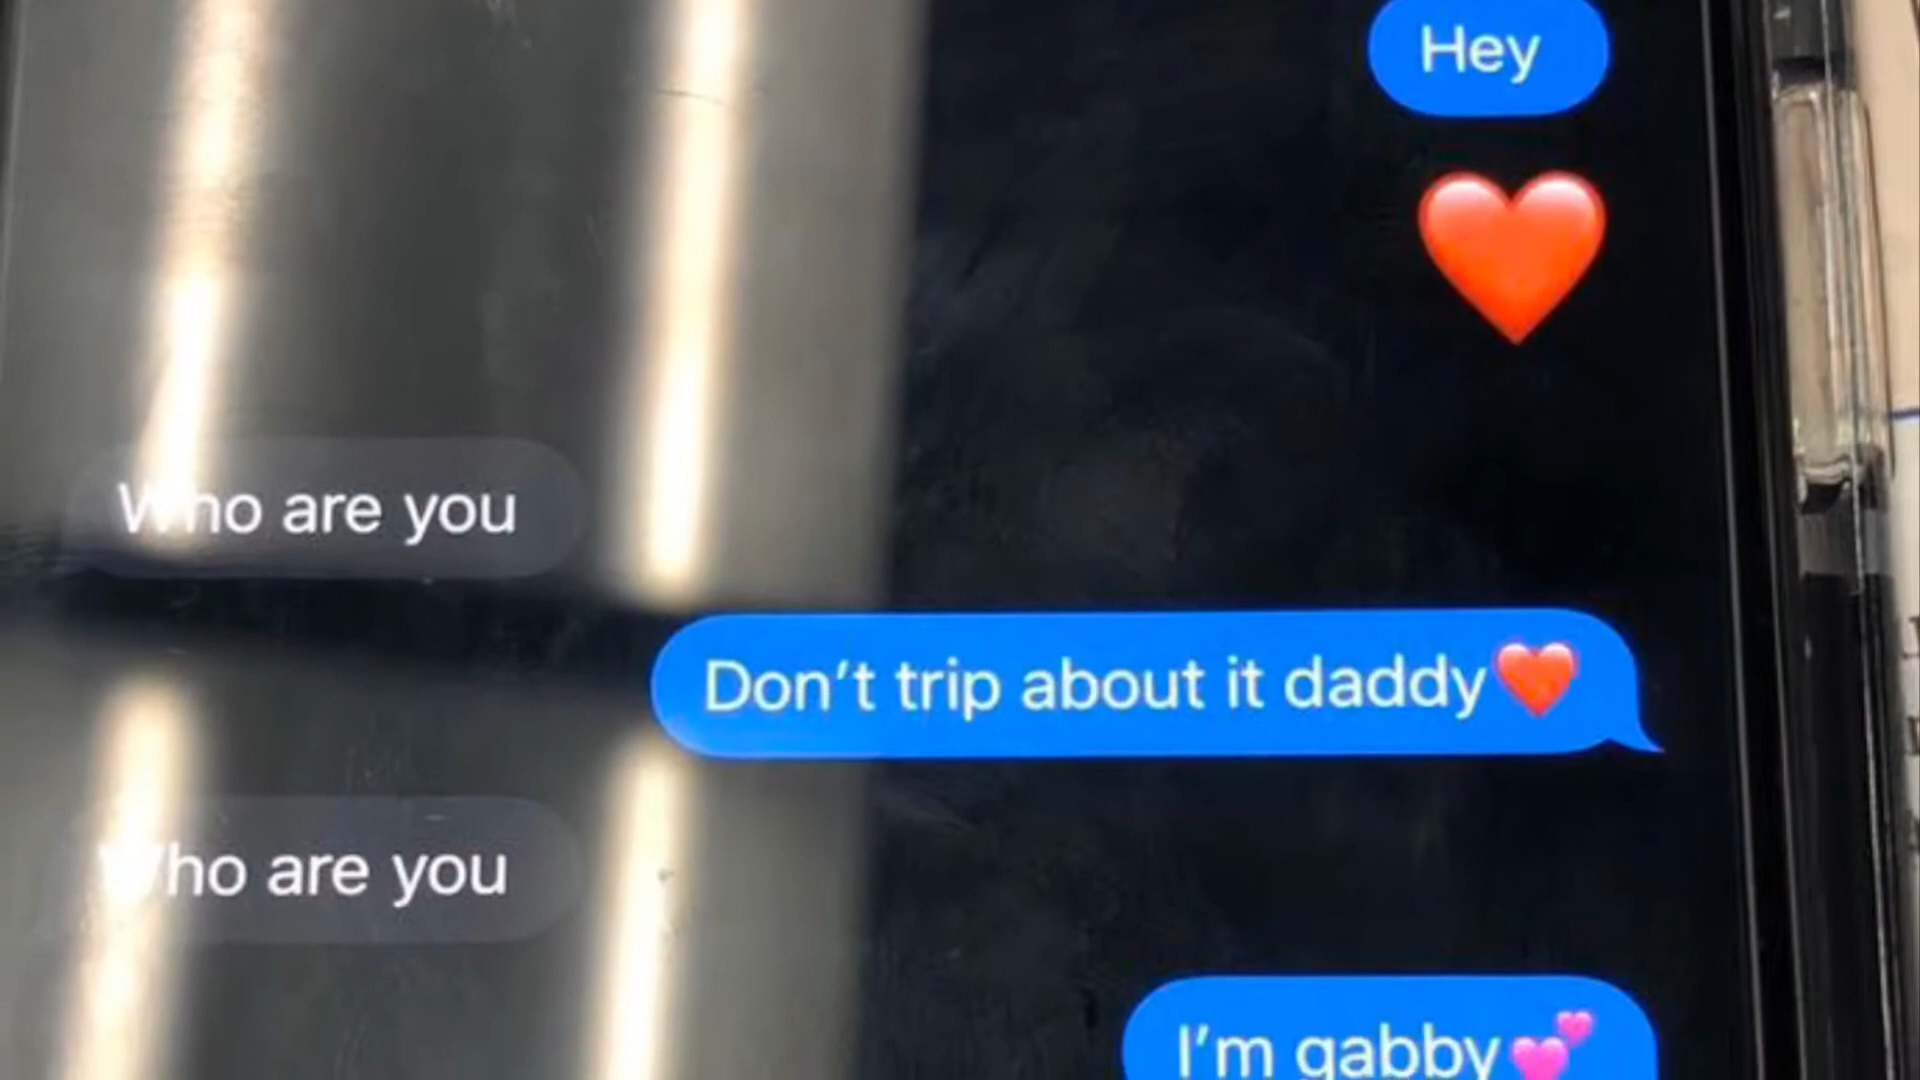 Hey
❤️
Who are you
Don't trip about it daddy❤️
Who are you
I'm gabby💕